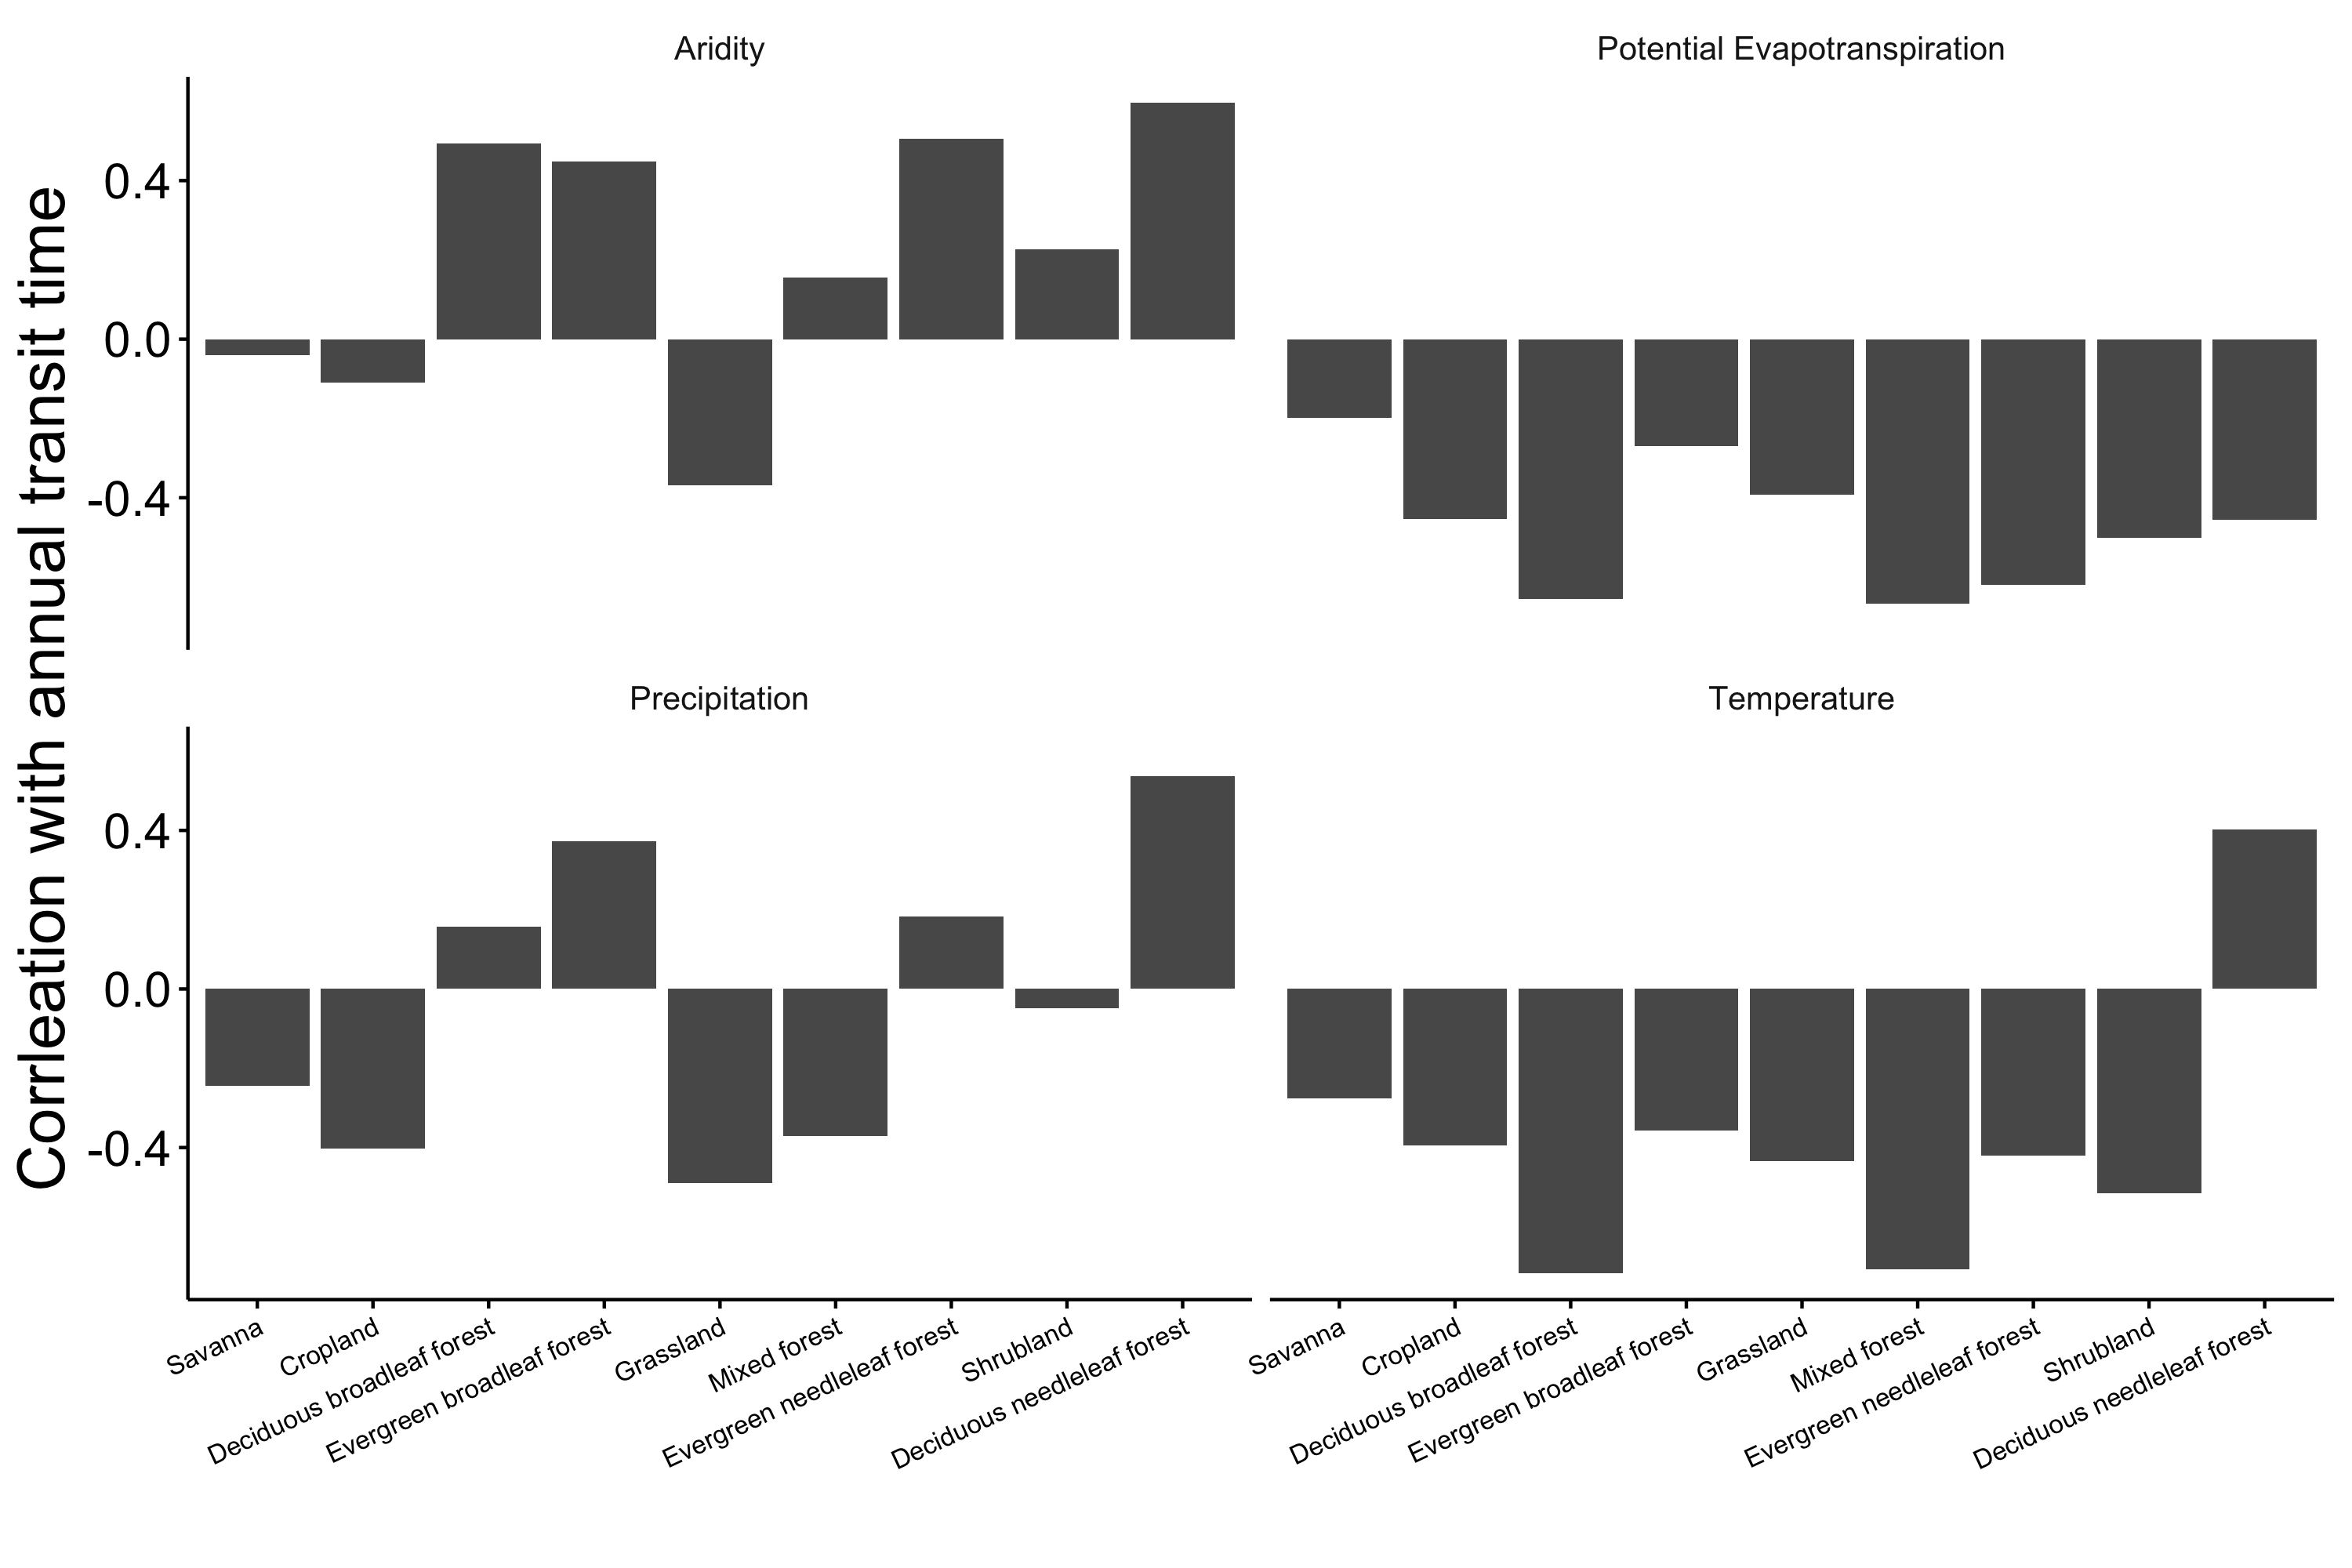 Corrleation with annual transit time
Aridity
Potential Evapotranspiration
0.4
0.0
-0.4
Precipitation
Temperature
0.4
0.0
-0.4
Savanna
Cropland
Deciduous broadleaf forest
Evergreen broadleaf forest
Grassland
Mixed forest
Evergreen needleleaf forest
Shrubland
Deciduous needleleaf forest
Savanna
Cropland
Deciduous broadleaf forest
Evergreen broadleaf forest
Grassland
Mixed forest
Evergreen needleleaf forest
Shrubland
Deciduous needleleaf forest